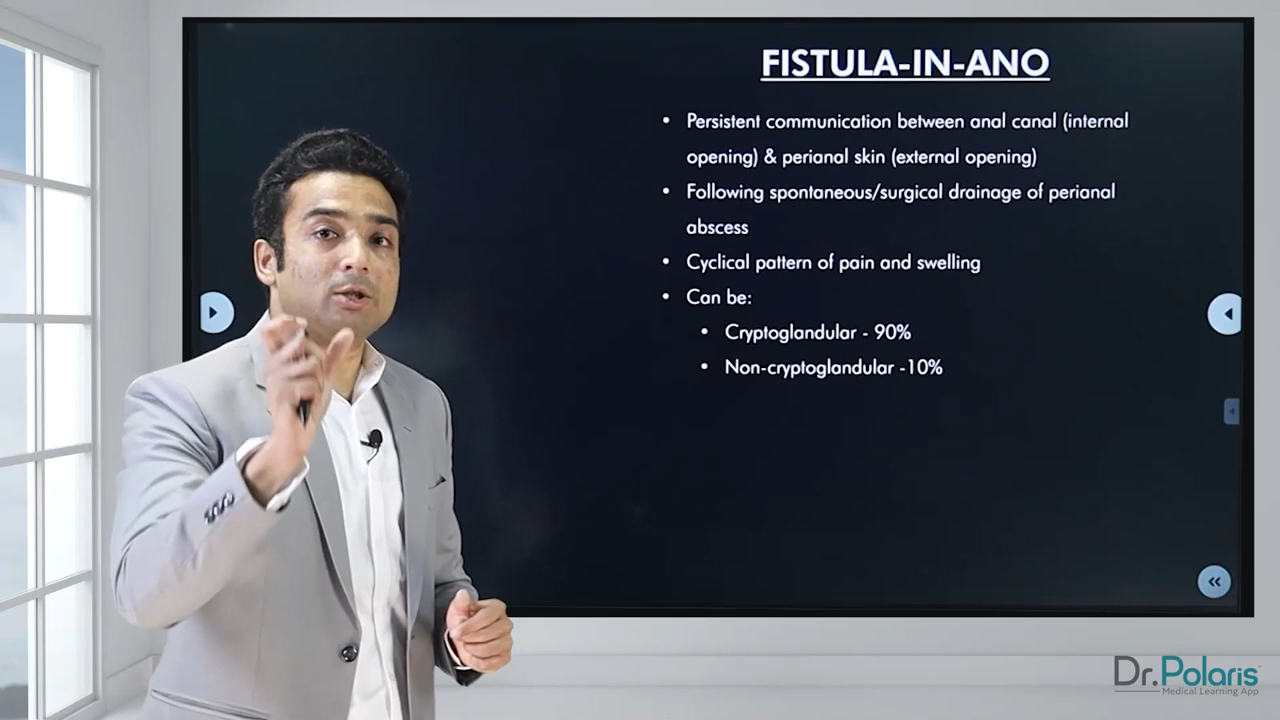 FISTULA-IN-ANO
• Persistent communication between anal canal (internal
opening) & perianal skin (external opening)
• Following spontaneous/surgical drainage of perianal
abscess
• Cyclical pattern of pain and swelling
• Can be:
• Cryptoglandular - 90%
• Non-cryptoglandular -10%
Dr.Polaris
Medical Learning App